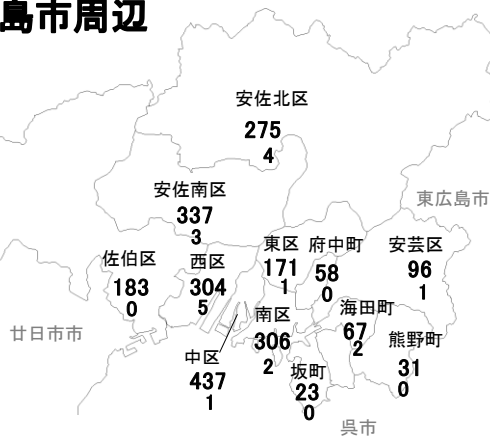 島市周辺
安佐北区
275
4
安佐南区
337
3
東広島市
佐伯区
183
0
西区
304
5
東区
171
1
府中町
58
0
安芸区
96
1
廿日市市
中区
437
1
南区
306
2
海田町
67
2
熊野町
31
0
坂町
23
0
呉市